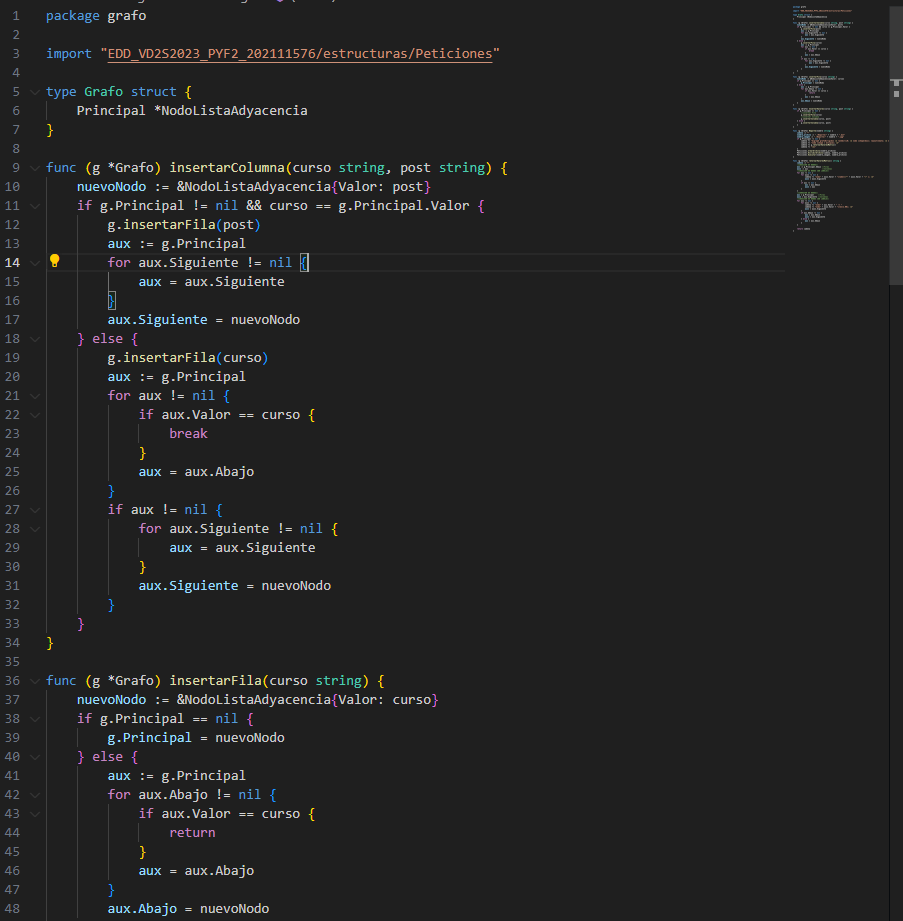 1 package grafo
2
3 import "EDD_VD2S2023_PYF2_202111576/estructuras/Peticiones"
4
5 type Grafo struct {
6     Principal *NodoListaAdyacencia
7 }
8
9 func (g *Grafo) insertarColumna(curso string, post string) {
10     nuevoNodo := &NodoListaAdyacencia{Valor: post}
11     if g.Principal != nil && curso == g.Principal.Valor {
12         g.insertarFila(post)
13         aux := g.Principal
14         for aux.Siguiente != nil {
15             aux = aux.Siguiente
16         }
17         aux.Siguiente = nuevoNodo
18     } else {
19         g.insertarFila(curso)
20         aux := g.Principal
21         for aux != nil {
22             if aux.Valor == curso {
23                 break
24             }
25             aux = aux.Abajo
26         }
27         if aux != nil {
28             for aux.Siguiente != nil {
29                 aux = aux.Siguiente
30             }
31             aux.Siguiente = nuevoNodo
32         }
33     }
34 }
35
36 func (g *Grafo) insertarFila(curso string) {
37     nuevoNodo := &NodoListaAdyacencia{Valor: curso}
38     if g.Principal == nil {
39         g.Principal = nuevoNodo
40     } else {
41         aux := g.Principal
42         for aux.Abajo != nil {
43             if aux.Valor == curso {
44                 return
45             }
46             aux = aux.Abajo
47         }
48         aux.Abajo = nuevoNodo